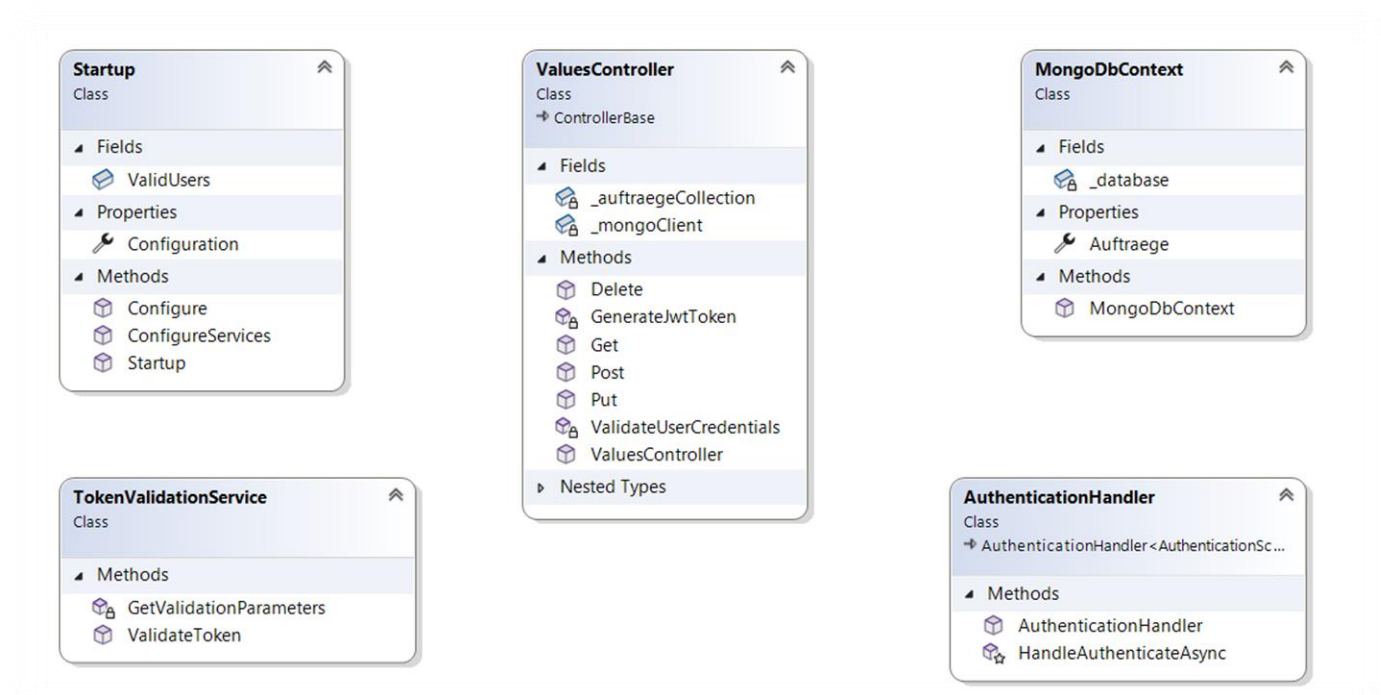 Startup
Class
Fields
ValidUsers
Properties
Configuration
Methods
Configure
ConfigureServices
Startup
ValuesController
Class
ControllerBase
Fields
_auftraegeCollection
_mongoClient
Methods
Delete
GenerateJwtToken
Get
Post
Put
ValidateUserCredentials
ValuesController
Nested Types
MongoDbContext
Class
Fields
_database
Properties
Auftraege
Methods
MongoDbContext
TokenValidationService
Class
Methods
GetValidationParameters
ValidateToken
AuthenticationHandler
Class
AuthenticationHandler<AuthenticationSc...
Methods
AuthenticationHandler
HandleAuthenticateAsync